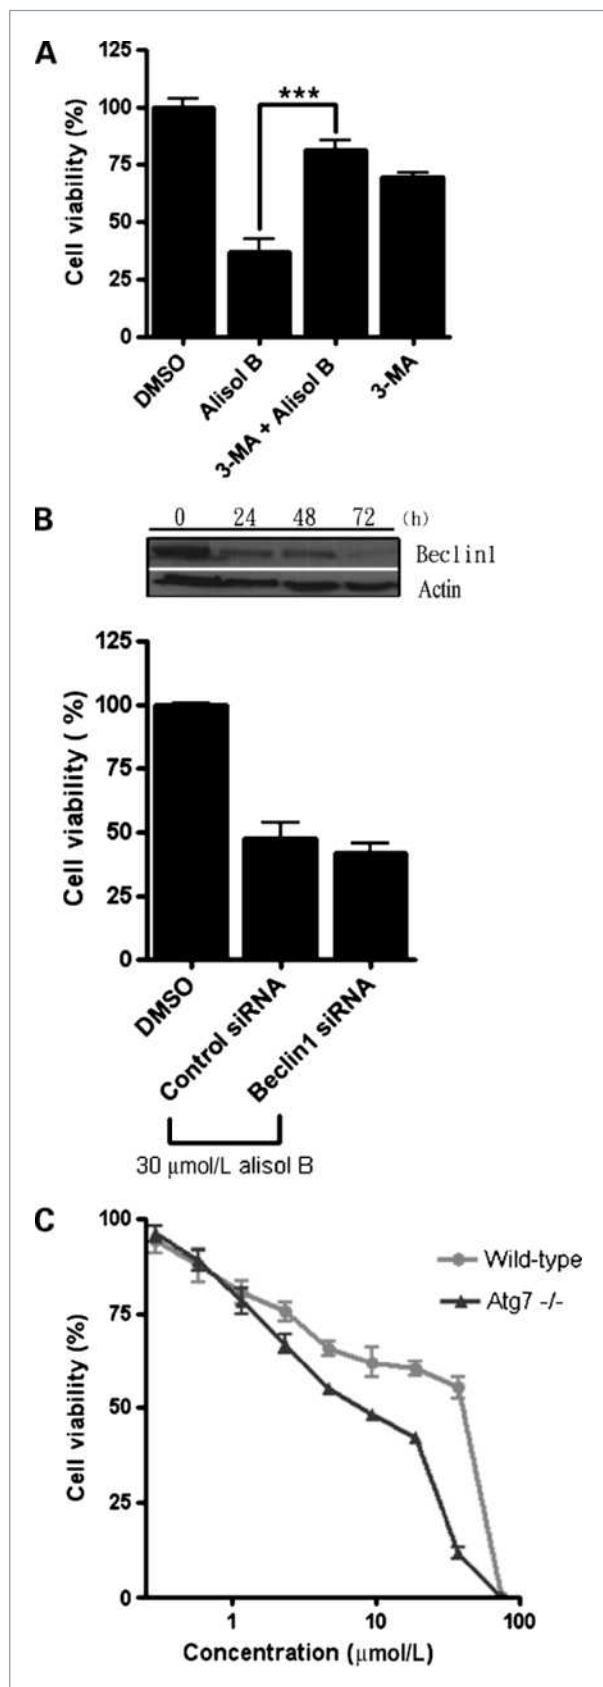 A
Cell viability (%)
125
100
75
50
25
0
***
DMSO
Alisol B
3-MA + Alisol B
3-MA
B
0 24 48 72 (h)
Beclin1
Actin
Cell viability ( %)
125
100
75
50
25
0
DMSO
Control siRNA
Beclin1 siRNA
30 μmol/L alisol B
C
Cell viability (%)
100
75
50
25
0
Wild-type
Atg7 -/-
1 10 100
Concentration (μmol/L)